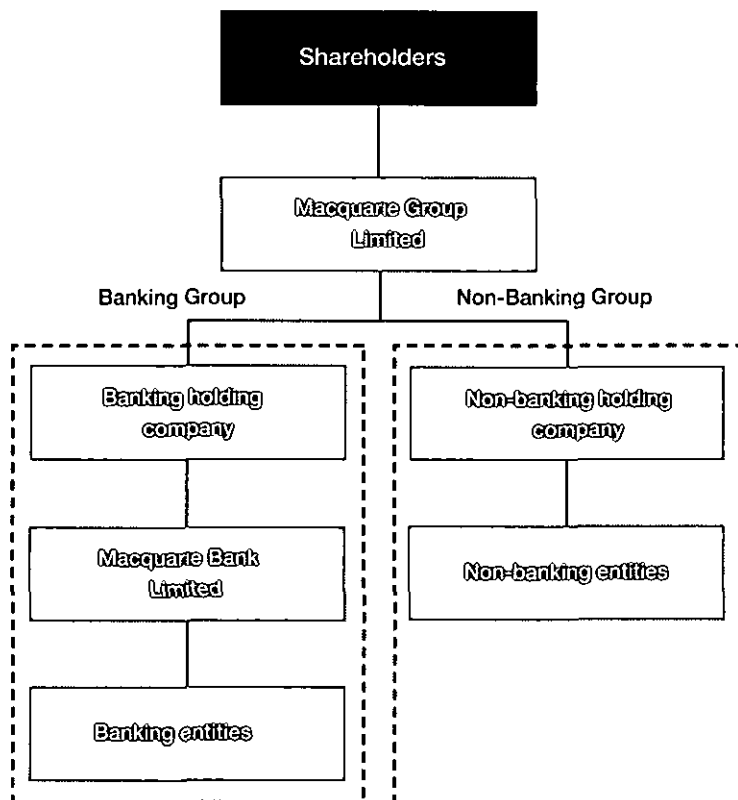 Shareholders
Macquarie Group
Limited
Banking Group
Non-Banking Group
Banking holding
company
Non-banking holding
company
Macquarie Bank
Limited
Non-banking entities
Banking entities